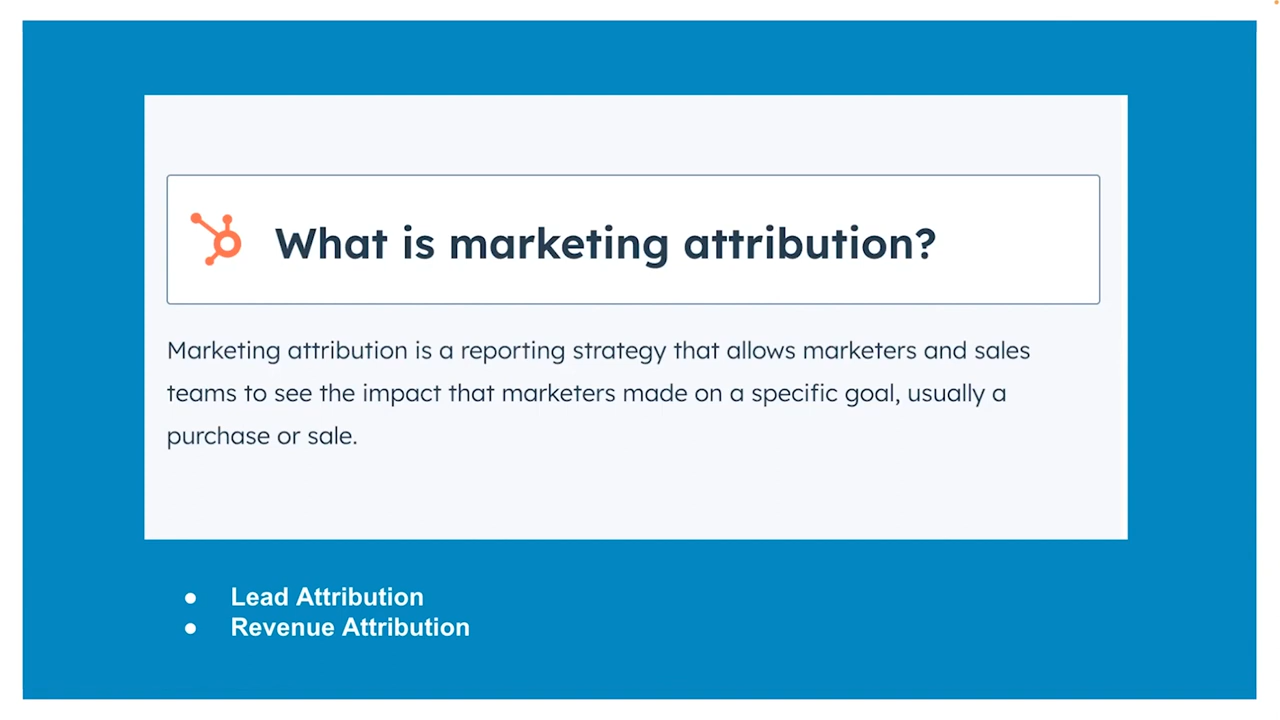 What is marketing attribution?
Marketing attribution is a reporting strategy that allows marketers and sales
teams to see the impact that marketers made on a specific goal, usually a
purchase or sale.
● Lead Attribution
● Revenue Attribution